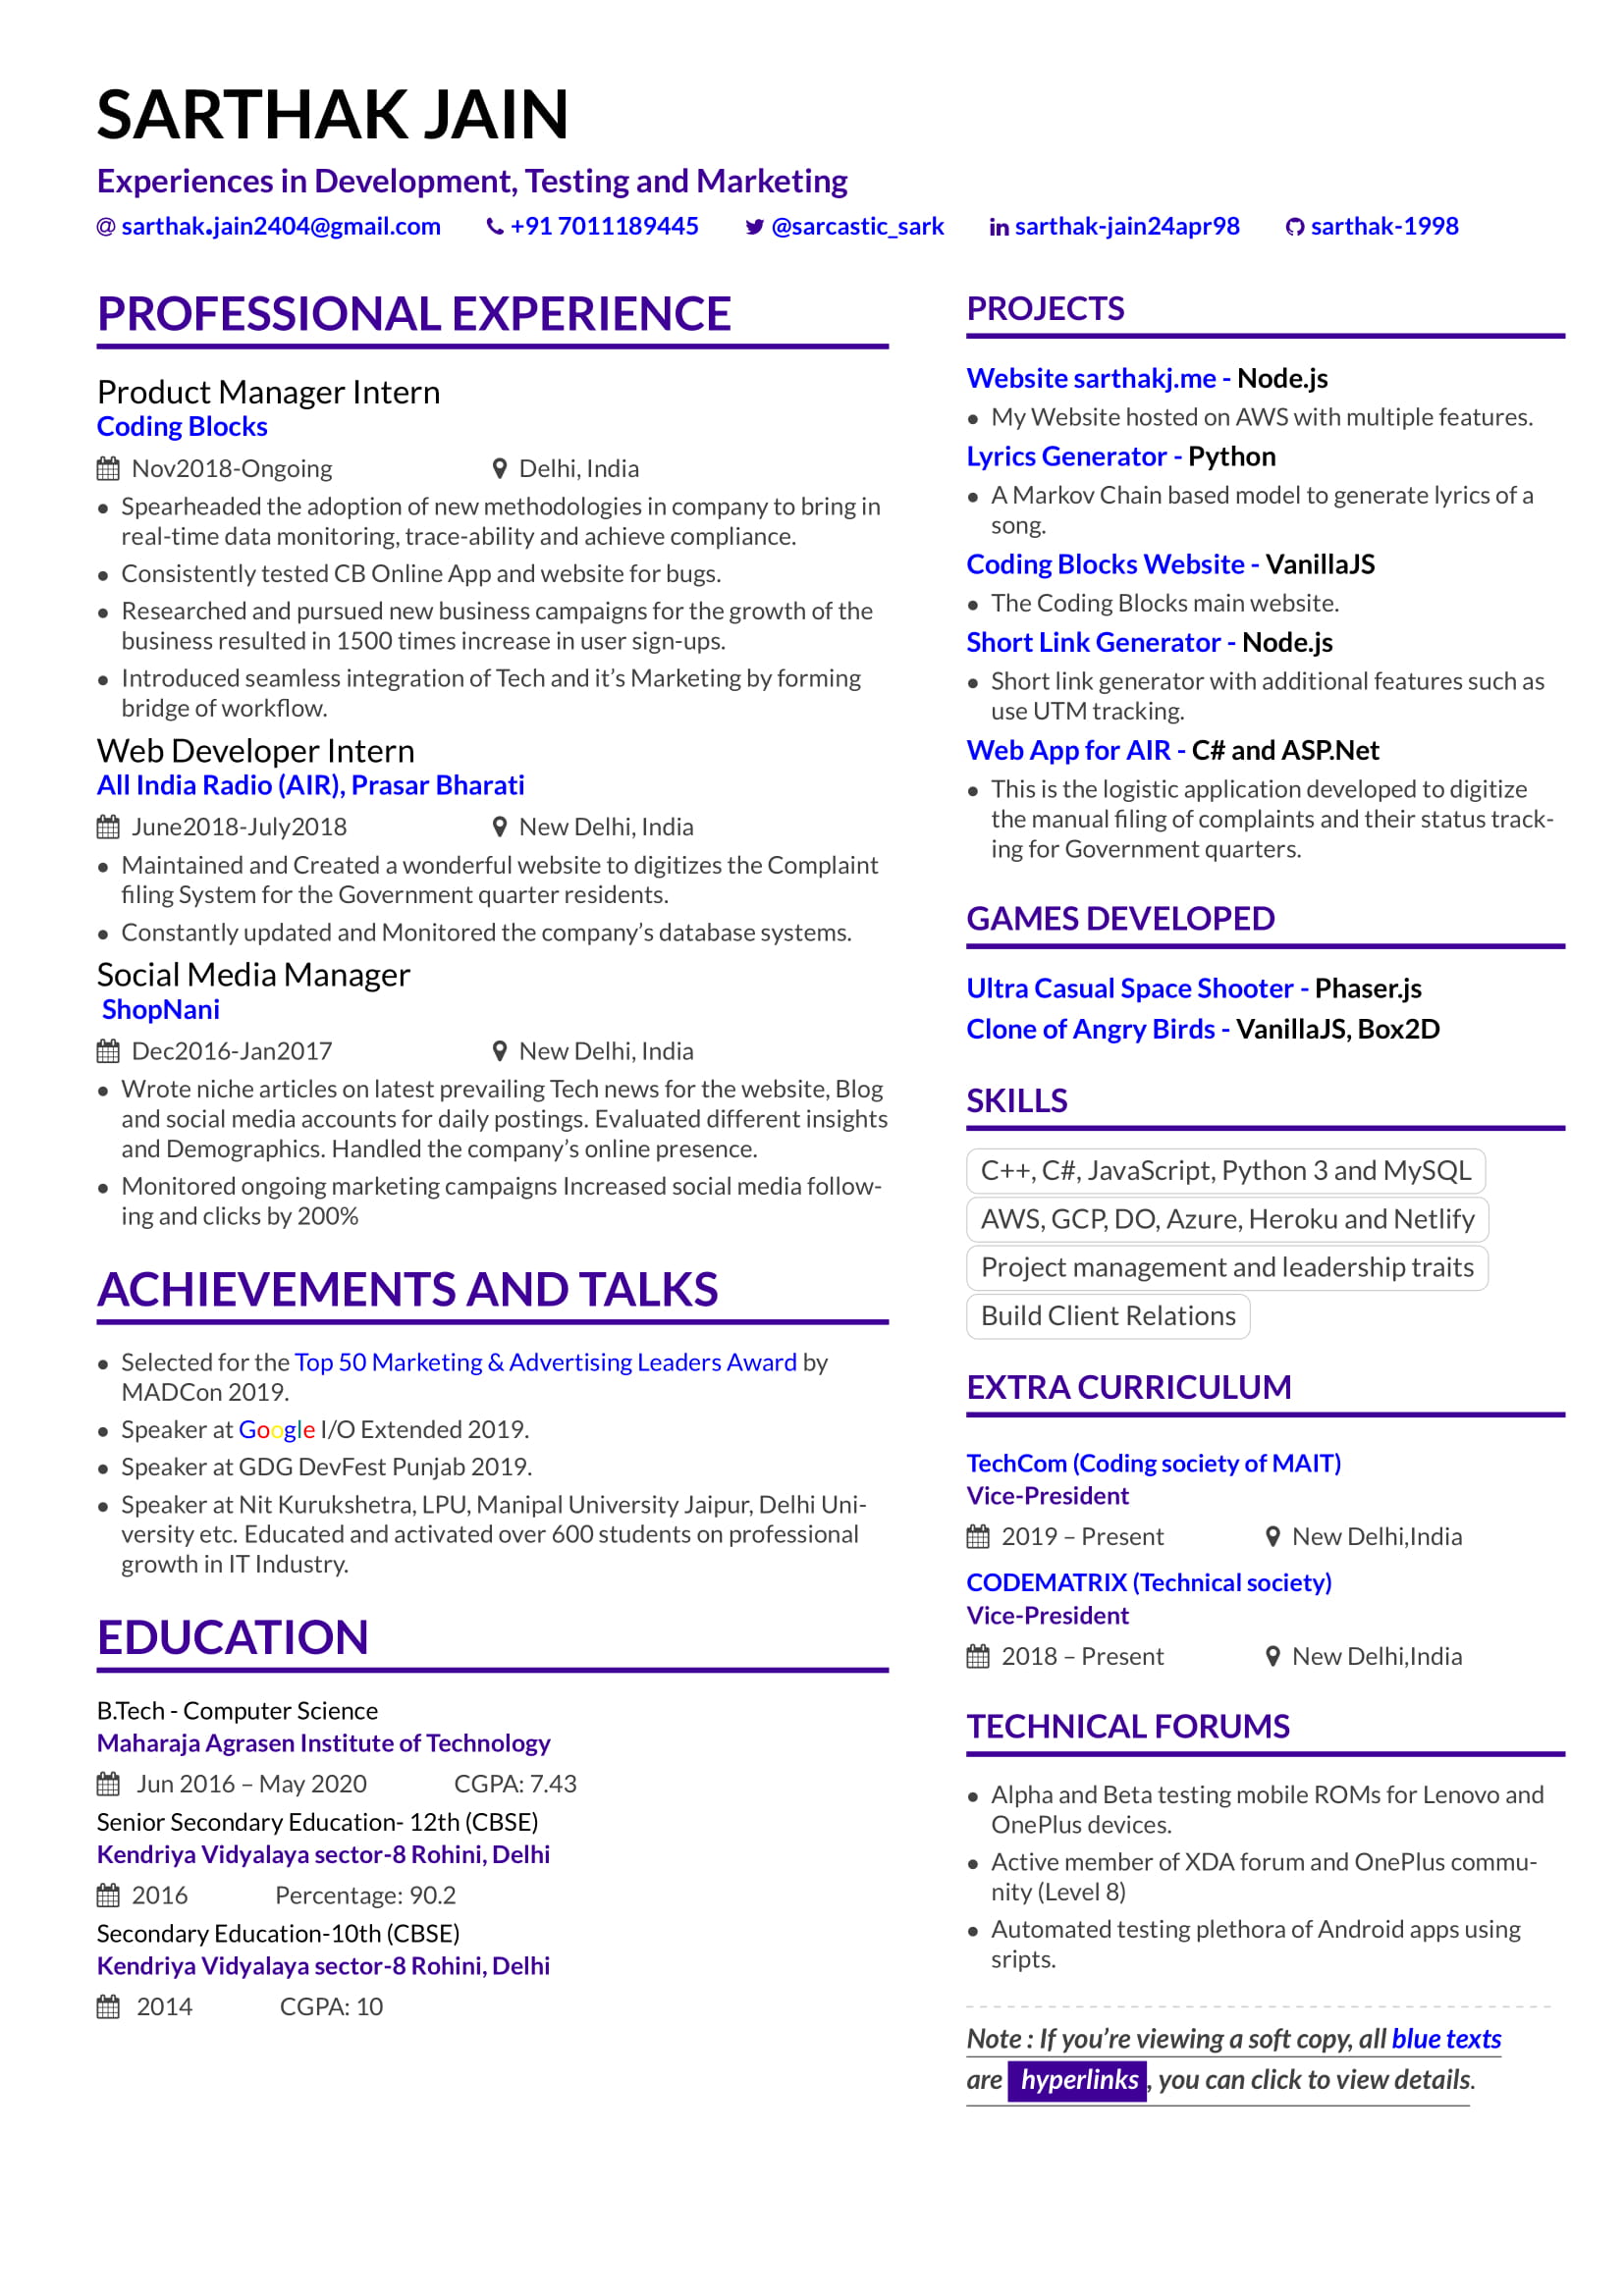 SARTHAK JAIN
Experiences in Development, Testing and Marketing
@ sarthak.jain2404@gmail.com +91 7011189445 @sarcastic_sark in sarthak-jain24apr98 sarthak-1998
PROFESSIONAL EXPERIENCE
Product Manager Intern
Coding Blocks
Nov2018-Ongoing Delhi, India
• Spearheaded the adoption of new methodologies in company to bring in
real-time data monitoring, trace-ability and achieve compliance.
• Consistently tested CB Online App and website for bugs.
• Researched and pursued new business campaigns for the growth of the
business resulted in 1500 times increase in user sign-ups.
• Introduced seamless integration of Tech and it's Marketing by forming
bridge of workflow.
Web Developer Intern
All India Radio (AIR), Prasar Bharati
June2018-July2018 New Delhi, India
• Maintained and Created a wonderful website to digitizes the Complaint
filing System for the Government quarter residents.
• Constantly updated and Monitored the company's database systems.
Social Media Manager
ShopNani
Dec2016-Jan2017 New Delhi, India
• Wrote niche articles on latest prevailing Tech news for the website, Blog
and social media accounts for daily postings. Evaluated different insights
and Demographics. Handled the company's online presence.
• Monitored ongoing marketing campaigns Increased social media follow-
ing and clicks by 200%
ACHIEVEMENTS AND TALKS
• Selected for the Top 50 Marketing & Advertising Leaders Award by
MADCon 2019.
• Speaker at Google I/O Extended 2019.
• Speaker at GDG DevFest Punjab 2019.
• Speaker at Nit Kurukshetra, LPU, Manipal University Jaipur, Delhi Uni-
versity etc. Educated and activated over 600 students on professional
growth in IT Industry.
EDUCATION
B.Tech - Computer Science
Maharaja Agrasen Institute of Technology
Jun 2016 – May 2020 CGPA: 7.43
Senior Secondary Education- 12th (CBSE)
Kendriya Vidyalaya sector-8 Rohini, Delhi
2016 Percentage: 90.2
Secondary Education-10th (CBSE)
Kendriya Vidyalaya sector-8 Rohini, Delhi
2014 CGPA: 10
PROJECTS
Website sarthakj.me - Node.js
• My Website hosted on AWS with multiple features.
Lyrics Generator - Python
• A Markov Chain based model to generate lyrics of a
song.
Coding Blocks Website - VanillaJS
• The Coding Blocks main website.
Short Link Generator - Node.js
• Short link generator with additional features such as
use UTM tracking.
Web App for AIR - C# and ASP.Net
• This is the logistic application developed to digitize
the manual filing of complaints and their status track-
ing for Government quarters.
GAMES DEVELOPED
Ultra Casual Space Shooter - Phaser.js
Clone of Angry Birds - VanillaJS, Box2D
SKILLS
C++, C#, JavaScript, Python 3 and MySQL
AWS, GCP, DO, Azure, Heroku and Netlify
Project management and leadership traits
Build Client Relations
EXTRA CURRICULUM
TechCom (Coding society of MAIT)
Vice-President
2019 – Present New Delhi,India
CODEMATRIX (Technical society)
Vice-President
2018 – Present New Delhi,India
TECHNICAL FORUMS
• Alpha and Beta testing mobile ROMs for Lenovo and
OnePlus devices.
• Active member of XDA forum and OnePlus commu-
nity (Level 8)
• Automated testing plethora of Android apps using
sripts.
Note : If you're viewing a soft copy, all blue texts
are hyperlinks , you can click to view details.